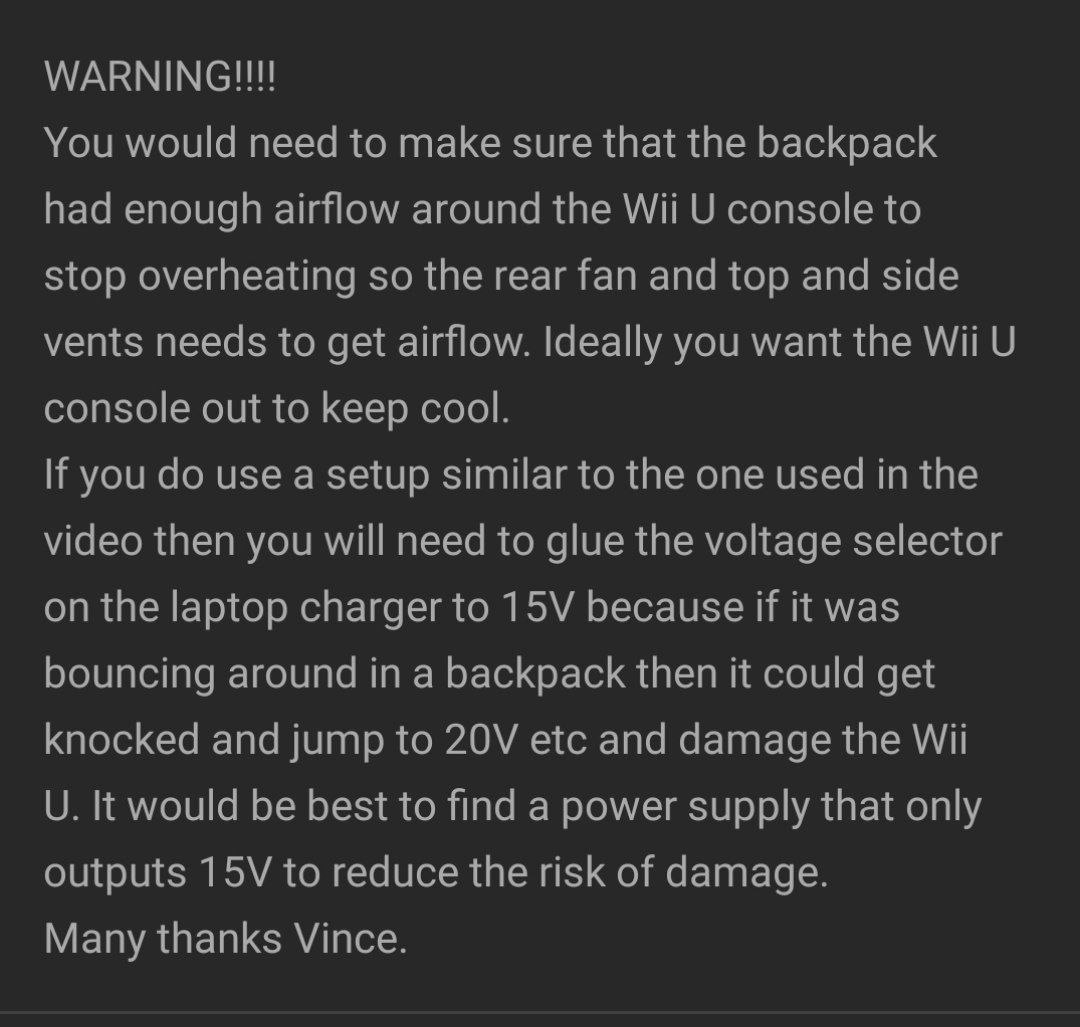 WARNING!!!!
You would need to make sure that the backpack
had enough airflow around the Wii U console to
stop overheating so the rear fan and top and side
vents needs to get airflow. Ideally you want the Wii U
console out to keep cool.
If you do use a setup similar to the one used in the
video then you will need to glue the voltage selector
on the laptop charger to 15V because if it was
bouncing around in a backpack then it could get
knocked and jump to 20V etc and damage the Wii
U. It would be best to find a power supply that only
outputs 15V to reduce the risk of damage.
Many thanks Vince.